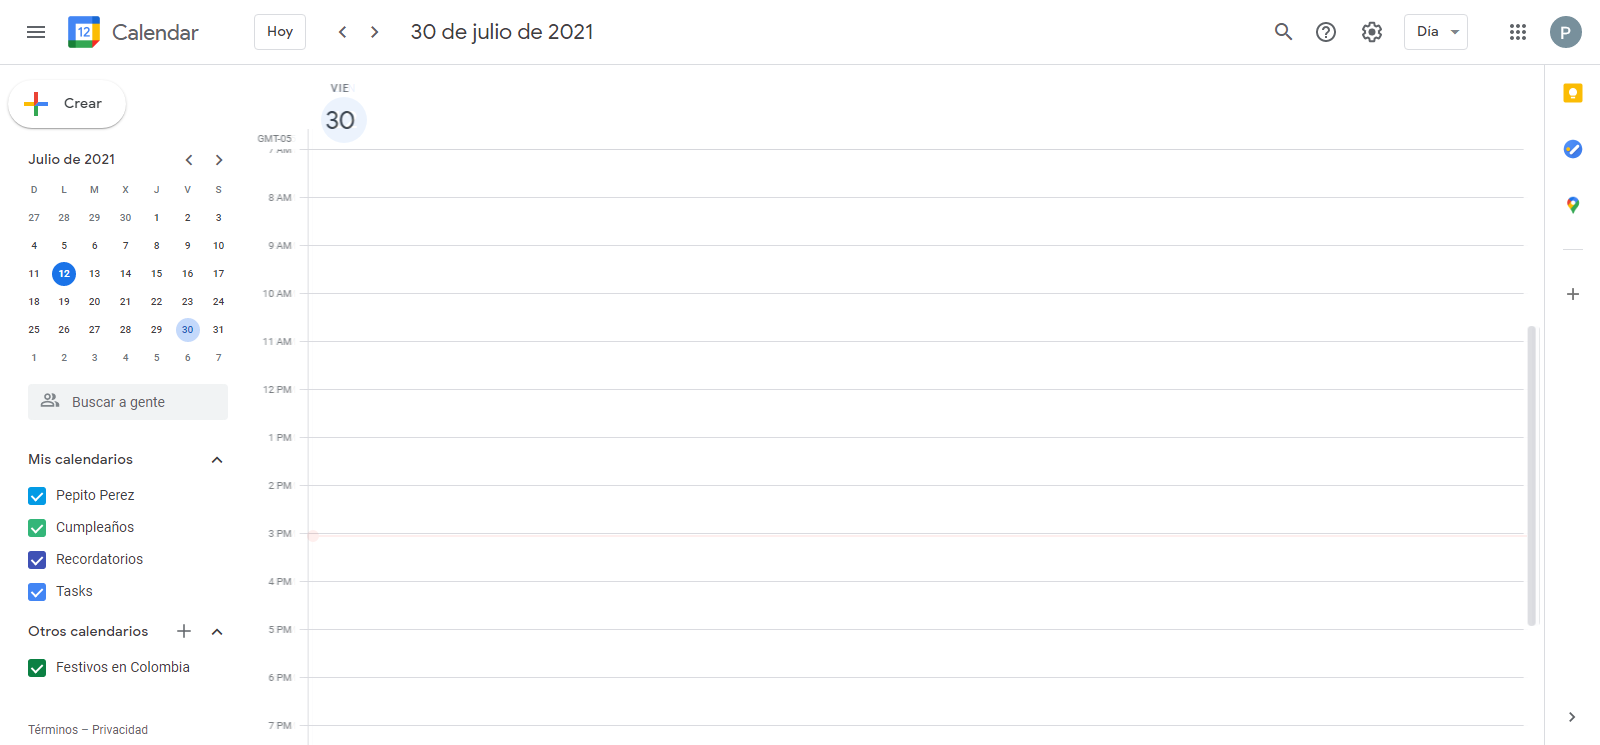 12 Calendar Hoy 30 de julio de 2021 Día P
Crear
Julio de 2021
D L M X J V S
27 28 29 30 1 2 3
4 5 6 7 8 9 10
11 12 13 14 15 16 17
18 19 20 21 22 23 24
25 26 27 28 29 30 31
1 2 3 4 5 6 7
Buscar a gente
Mis calendarios
Pepito Perez
Cumpleaños
Recordatorios
Tasks
Otros calendarios
Festivos en Colombia
Términos – Privacidad
VIE
30
GMT-05
7 AM
8 AM
9 AM
10 AM
11 AM
12 PM
1 PM
2 PM
3 PM
4 PM
5 PM
6 PM
7 PM